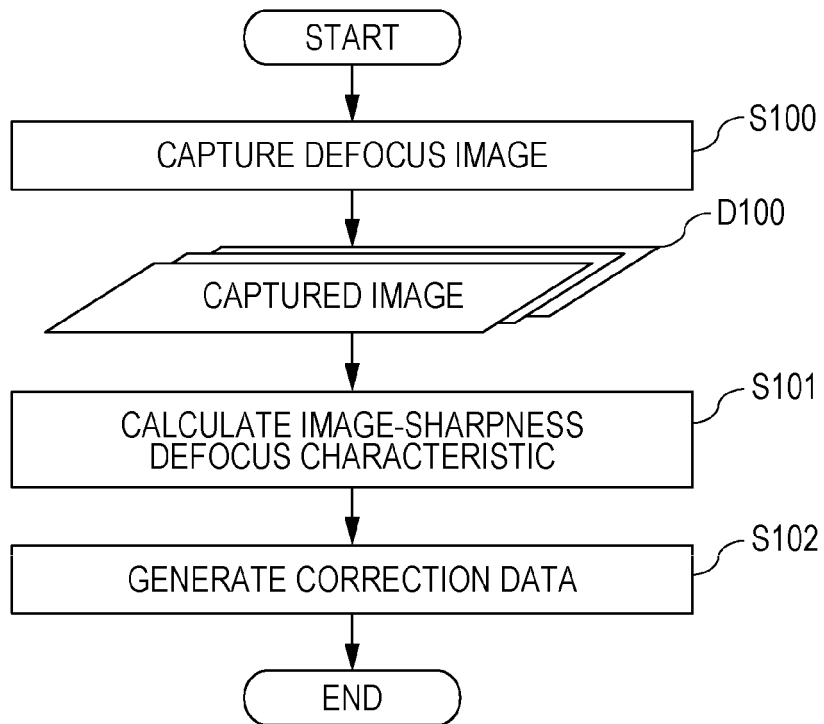 START
CAPTURE DEFOCUS IMAGE
S100
CAPTURED IMAGE
D100
CALCULATE IMAGE-SHARPNESS
DEFOCUS CHARACTERISTIC
S101
GENERATE CORRECTION DATA
S102
END